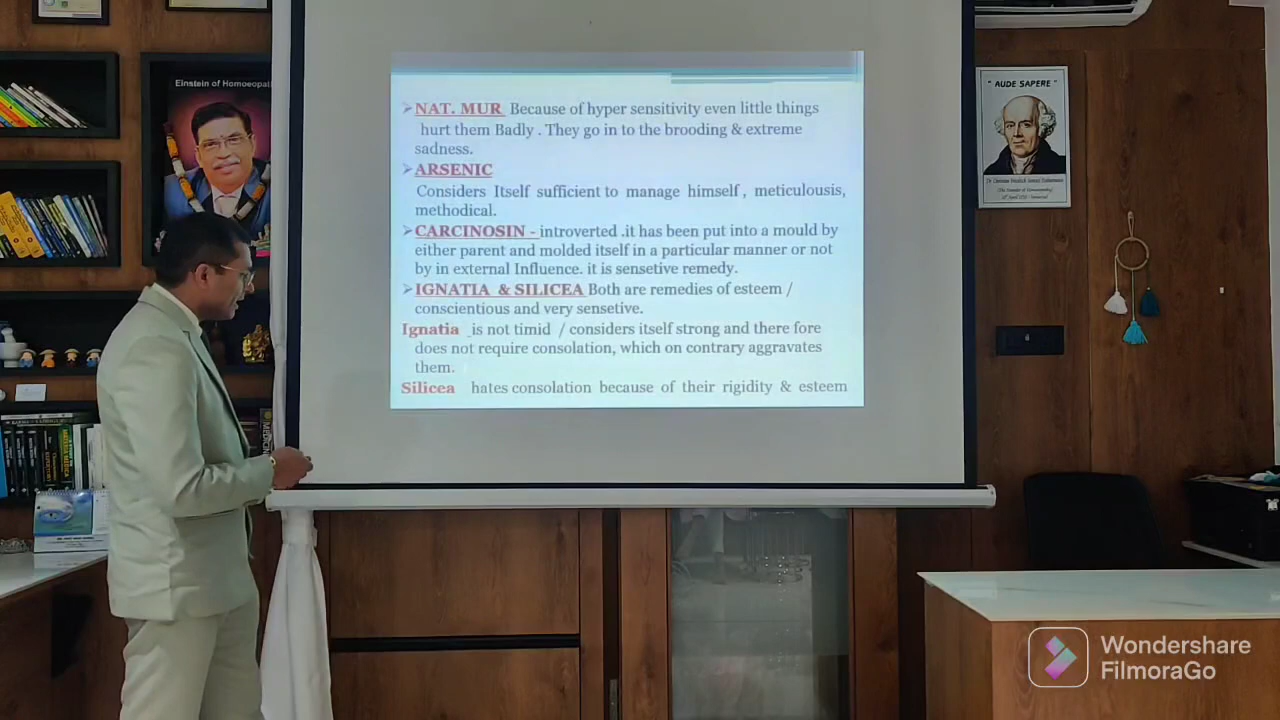 Einstein of Homoeopat
" AUDE SAPERE "
➢NAT. MUR Because of hyper sensitivity even little things
hurt them Badly . They go in to the brooding & extreme
sadness.
➢ARSENIC
Considers Itself sufficient to manage himself , meticulousis,
methodical.
➢CARCINOSIN - introverted .it has been put into a mould by
either parent and molded itself in a particular manner or not
by in external Influence. it is sensetive remedy.
➢IGNATIA & SILICEA Both are remedies of esteem /
conscientious and very sensetive.
Ignatia is not timid / considers itself strong and there fore
does not require consolation, which on contrary aggravates
them.
Silicea hates consolation because of their rigidity & esteem
Wondershare
FilmoraGo